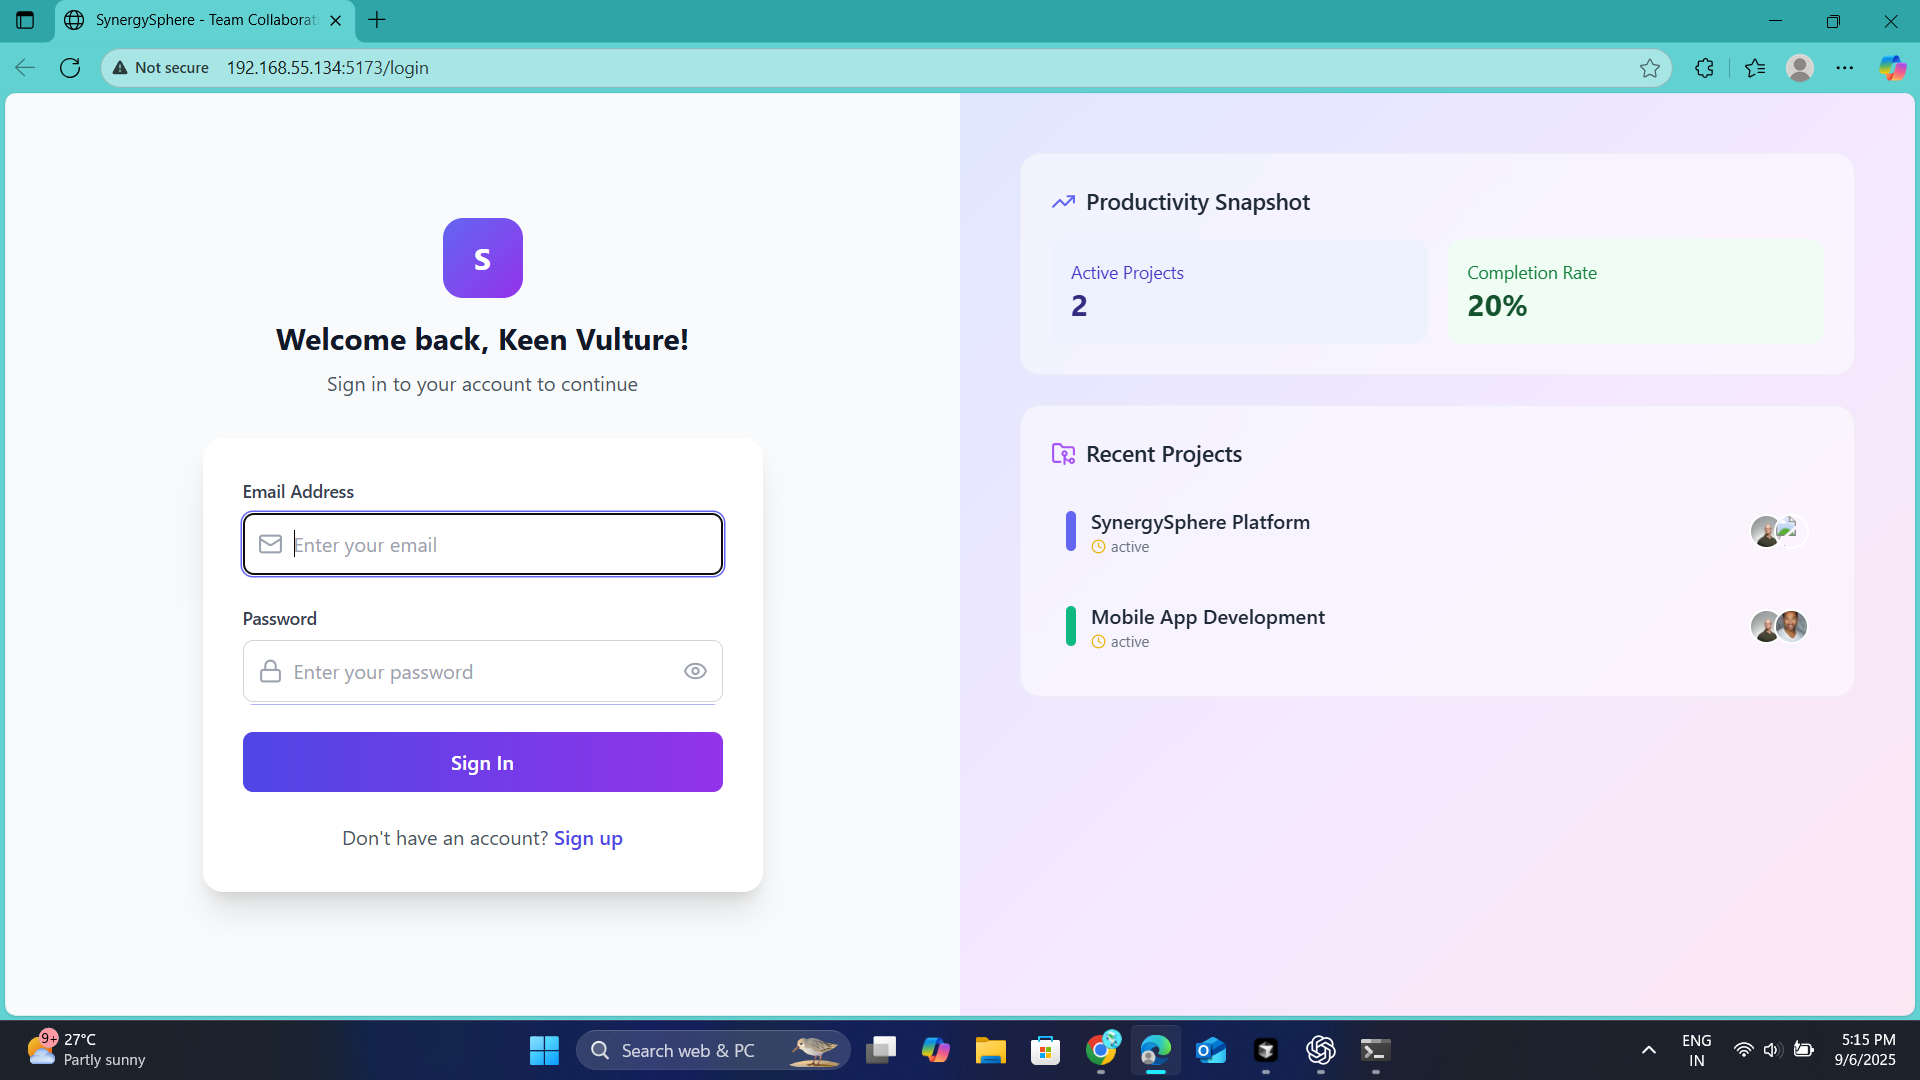 SynergySphere - Team Collaborati
Not secure
192.168.55.134:5173/login
S
Welcome back, Keen Vulture!
Sign in to your account to continue
Email Address
Enter your email
Password
Enter your password
Sign In
Don't have an account? Sign up
Productivity Snapshot
Active Projects
2
Completion Rate
20%
Recent Projects
SynergySphere Platform
active
Mobile App Development
active
9+
27°C
Partly sunny
Search web & PC
ENG
IN
5:15 PM
9/6/2025